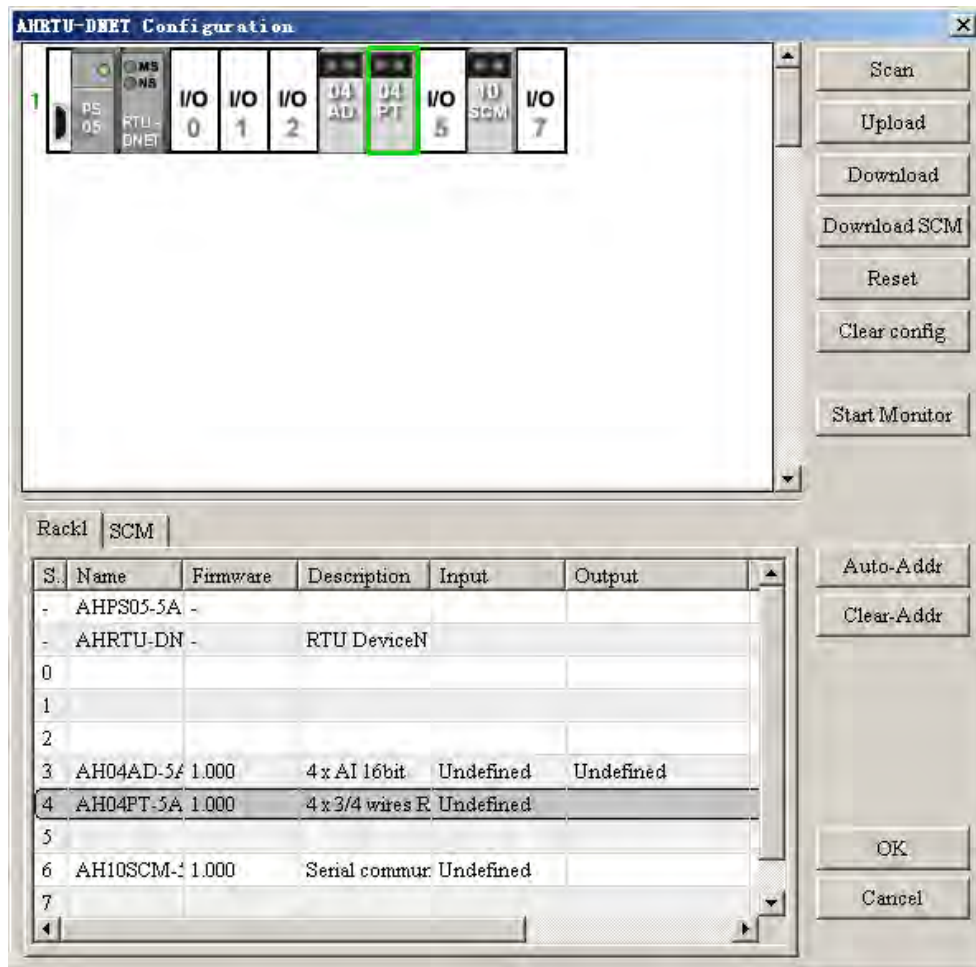 AHRTU-DNET Configuration
1
PS 05
MS
NS
RTU-DNET
I/O 0
I/O 1
I/O 2
04 AD
04 PT
I/O 5
10 SCM
I/O 7
Scan
Upload
Download
Download SCM
Reset
Clear config
Start Monitor
Rack1 SCM
S.. Name Firmware Description Input Output
- AHPS05-5A -
- AHRTU-DN - RTU DeviceN
0
1
2
3 AH04AD-5A 1.000 4 x AI 16bit Undefined Undefined
4 AH04PT-5A 1.000 4 x 3/4 wires R Undefined
5
6 AH10SCM-5 1.000 Serial commun Undefined
7
Auto-Addr
Clear-Addr
OK
Cancel